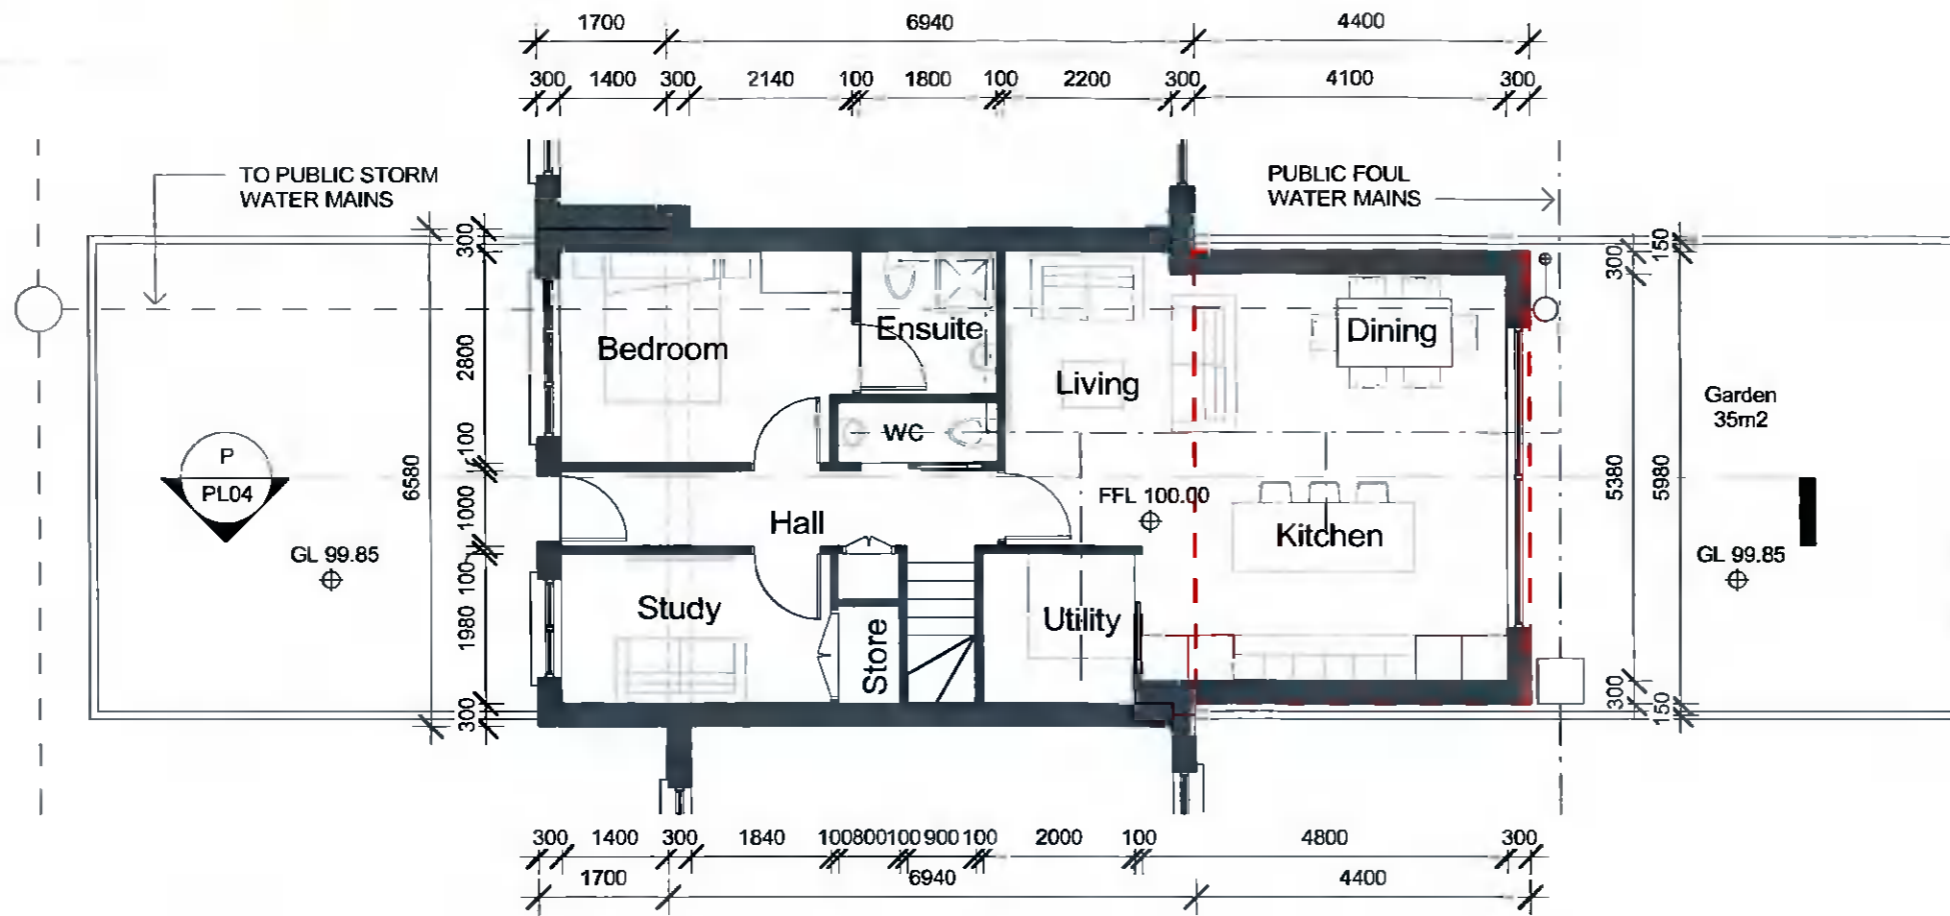 1700 6940 4400
300 1400 300 2140 100 1800 100 2200 300 4100 300
TO PUBLIC STORM
WATER MAINS
PUBLIC FOUL
WATER MAINS
300
2800
100
1000
100
1980
300
6580
300
5380
300
150
5980
150
Bedroom
Ensuite
Living
Dining
WC
Garden
35m2
P
PL04
GL 99.85
Hall
FFL 100.00
Kitchen
GL 99.85
Study
Store
Utility
300 1400 300 1840 100 800 100 900 100 2000 100 4800 300
1700 6940 4400